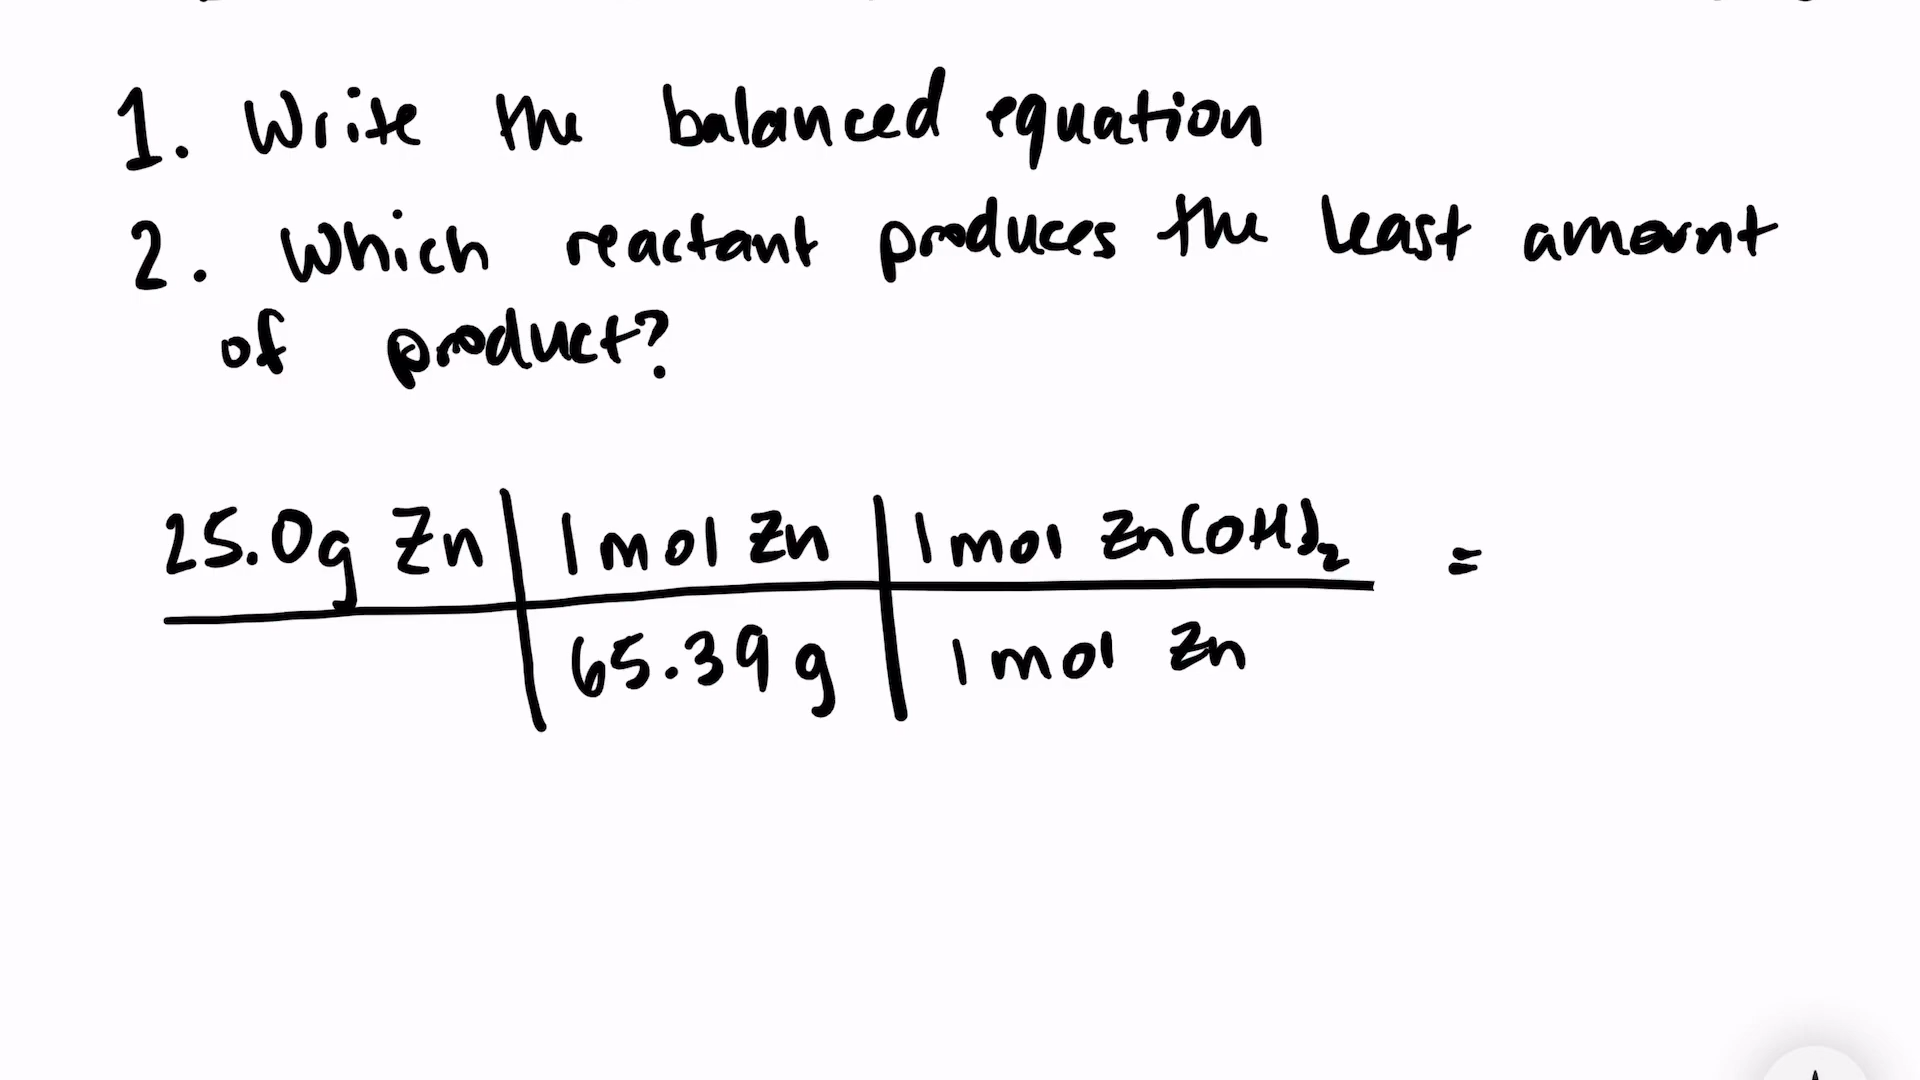 1. Write the balanced equation
2. Which reactant produces the least amount
of product?
25.0g Zn | 1 mol Zn | 1 mol Zn(OH)₂ =
65.39 g | 1 mol Zn